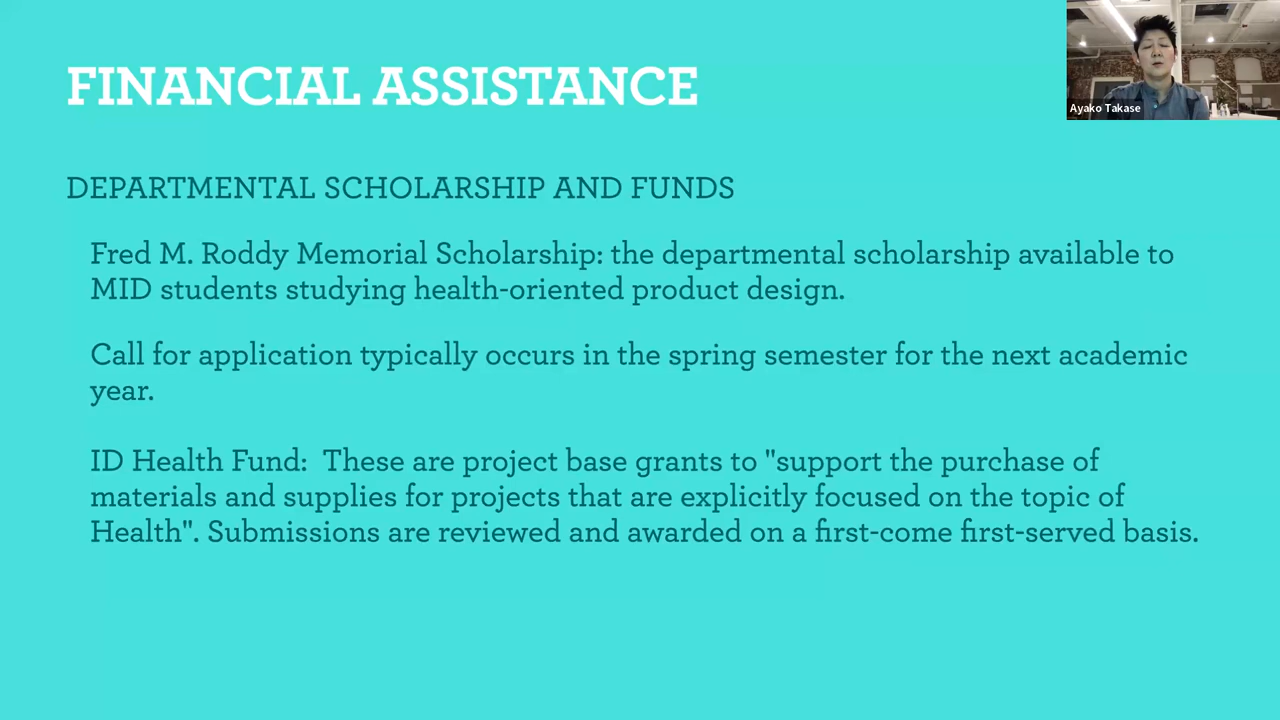 FINANCIAL ASSISTANCE
Ayako Takase
DEPARTMENTAL SCHOLARSHIP AND FUNDS
Fred M. Roddy Memorial Scholarship: the departmental scholarship available to
MID students studying health-oriented product design.
Call for application typically occurs in the spring semester for the next academic
year.
ID Health Fund:  These are project base grants to "support the purchase of
materials and supplies for projects that are explicitly focused on the topic of
Health". Submissions are reviewed and awarded on a first-come first-served basis.